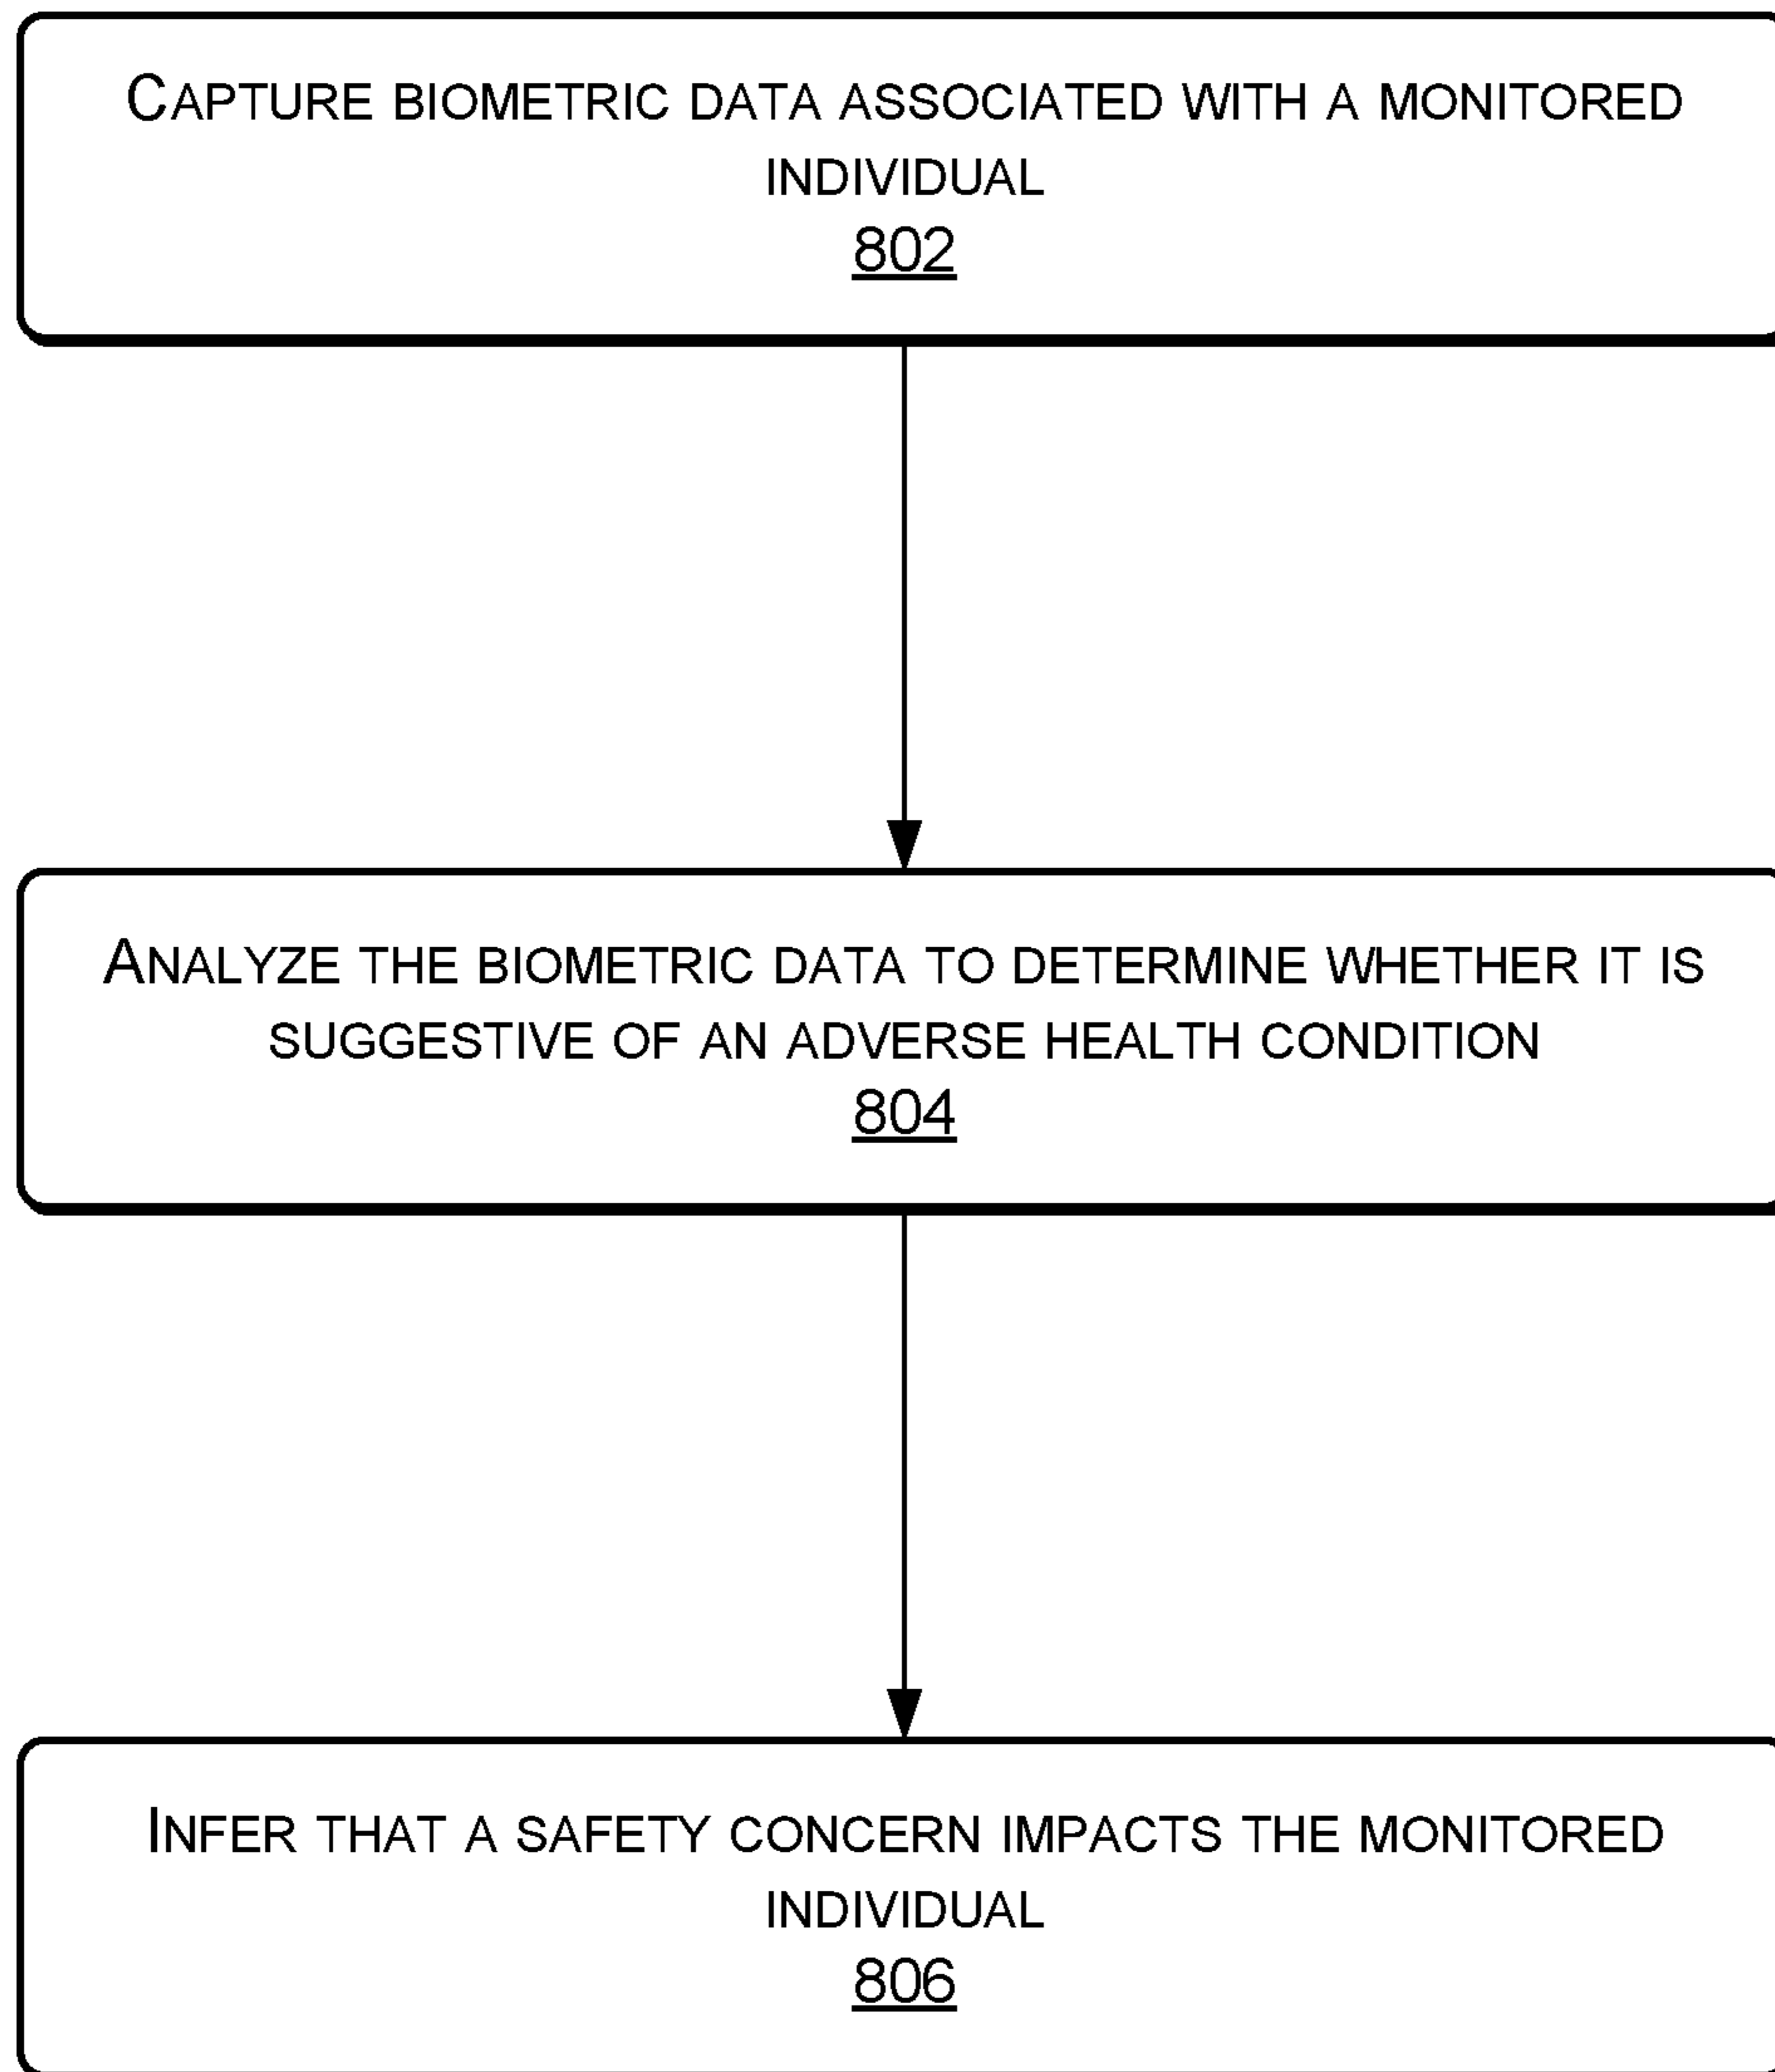 CAPTURE BIOMETRIC DATA ASSOCIATED WITH A MONITORED
INDIVIDUAL
802
ANALYZE THE BIOMETRIC DATA TO DETERMINE WHETHER IT IS
SUGGESTIVE OF AN ADVERSE HEALTH CONDITION
804
INFER THAT A SAFETY CONCERN IMPACTS THE MONITORED
INDIVIDUAL
806